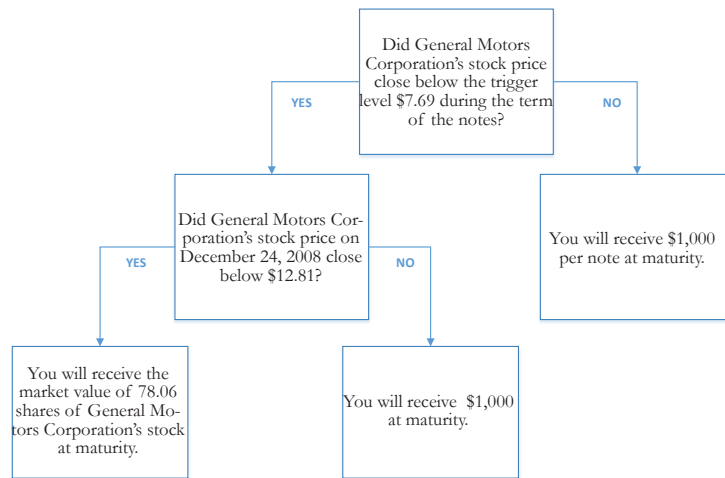 Did General Motors
Corporation's stock price
close below the trigger
level $7.69 during the term
of the notes?
YES
NO
Did General Motors Cor-
poration's stock price on
December 24, 2008 close
below $12.81?
You will receive $1,000
per note at maturity.
YES
NO
You will receive the
market value of 78.06
shares of General Mo-
tors Corporation's stock
at maturity.
You will receive $1,000
at maturity.